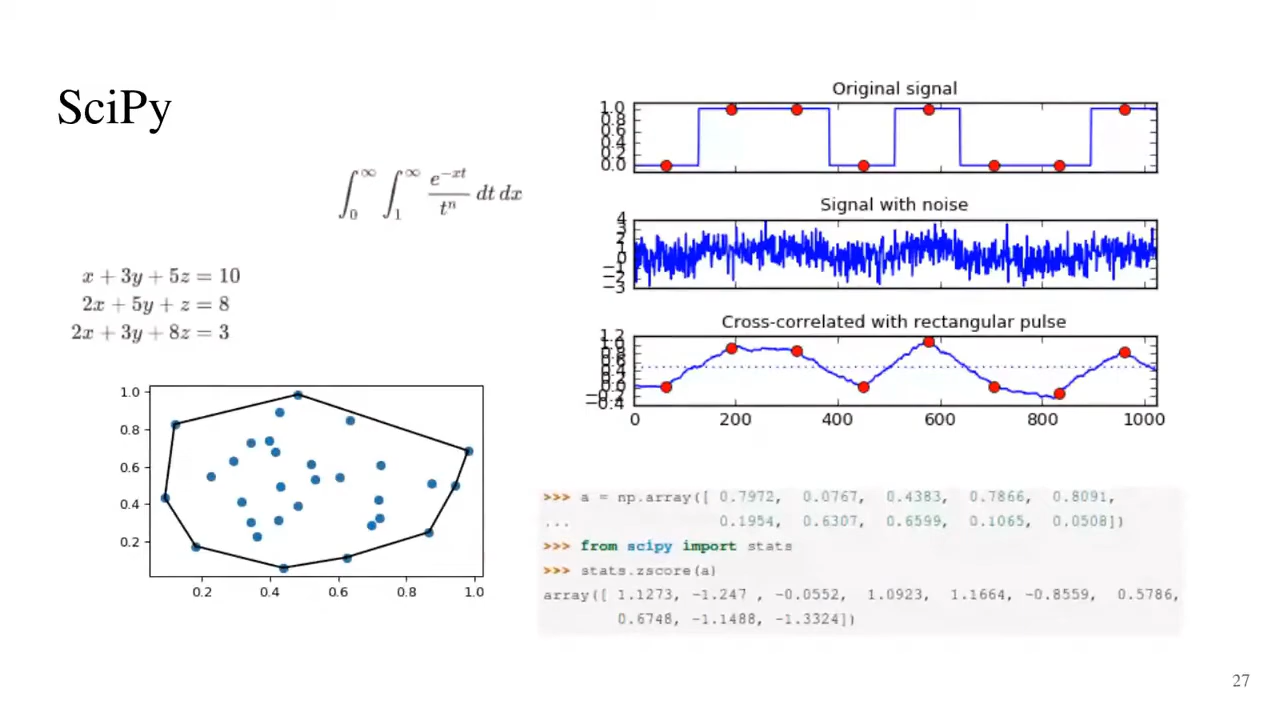 SciPy
∫₀^∞ ∫₁^∞ e^{-xt} / t^n dt dx
x + 3y + 5z = 10
2x + 5y + z = 8
2x + 3y + 8z = 3
1.0
0.8
0.6
0.4
0.2
0.2 0.4 0.6 0.8 1.0
Original signal
1.0
0.8
0.6
0.4
0.2
0.0
Signal with noise
4
3
2
1
0
−1
−2
−3
Cross-correlated with rectangular pulse
1.2
1.0
0.8
0.6
0.4
0.2
0.0
−0.2
−0.4
0 200 400 600 800 1000
>>> a = np.array([ 0.7972, 0.0767, 0.4383, 0.7866, 0.8091,
... 0.1954, 0.6307, 0.6599, 0.1065, 0.0508])
>>> from scipy import stats
>>> stats.zscore(a)
array([ 1.1273, -1.247 , -0.0552, 1.0923, 1.1664, -0.8559, 0.5786,
0.6748, -1.1488, -1.3324])
27